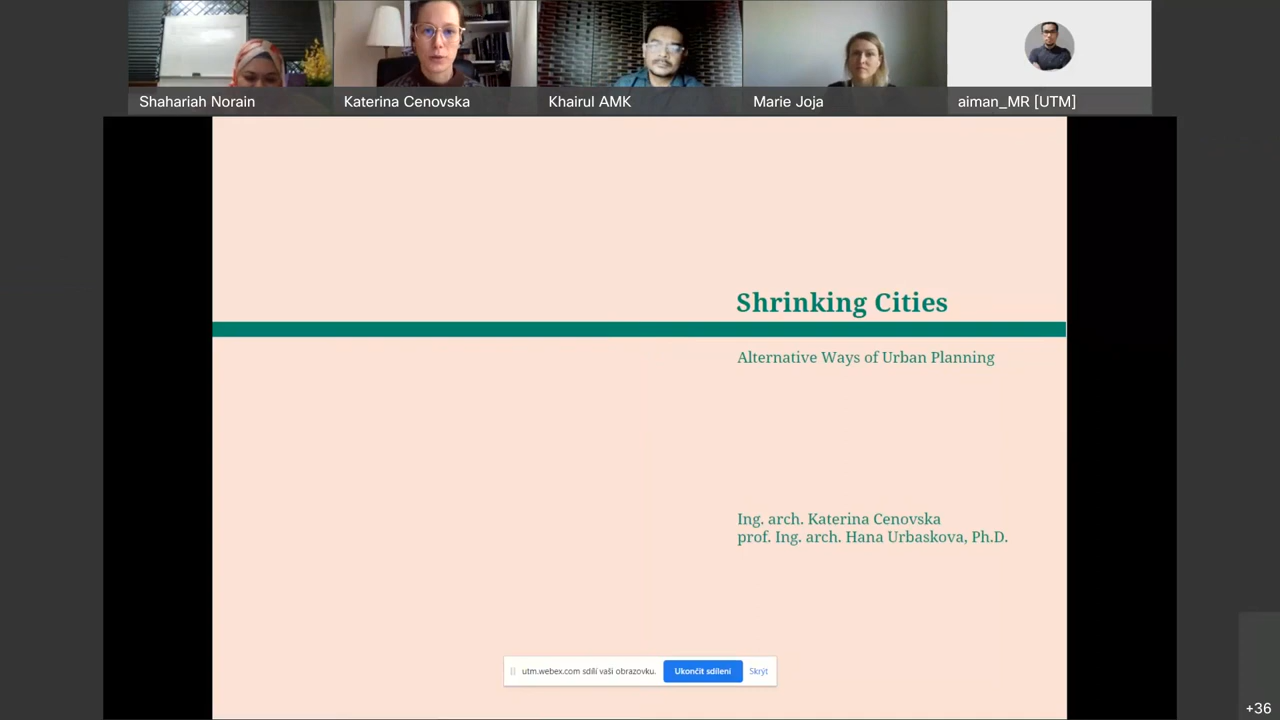 Shahariah Norain
Katerina Cenovska
Khairul AMK
Marie Joja
aiman_MR [UTM]
Shrinking Cities
Alternative Ways of Urban Planning
Ing. arch. Katerina Cenovska
prof. Ing. arch. Hana Urbaskova, Ph.D.
utm.webex.com sdílí vaši obrazovku.
Ukončit sdílení
Skrýt
+36